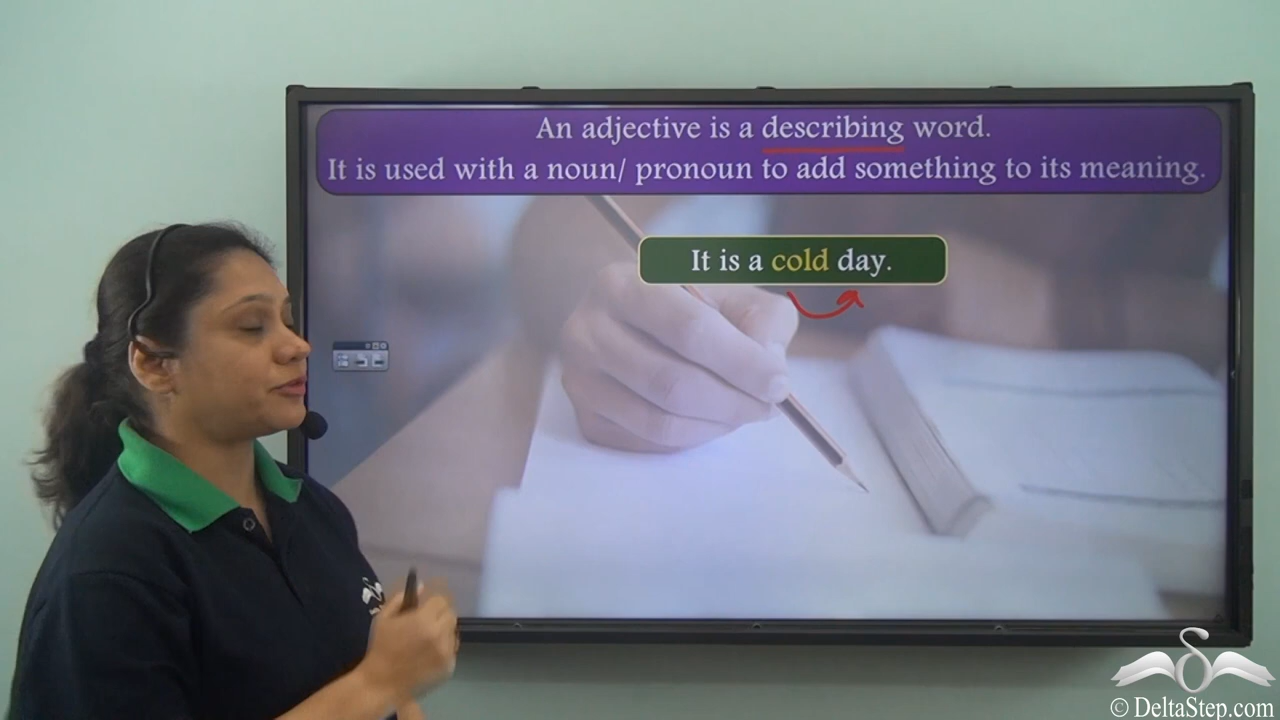 An adjective is a describing word.
It is used with a noun/ pronoun to add something to its meaning.
It is a cold day.
© DeltaStep.com